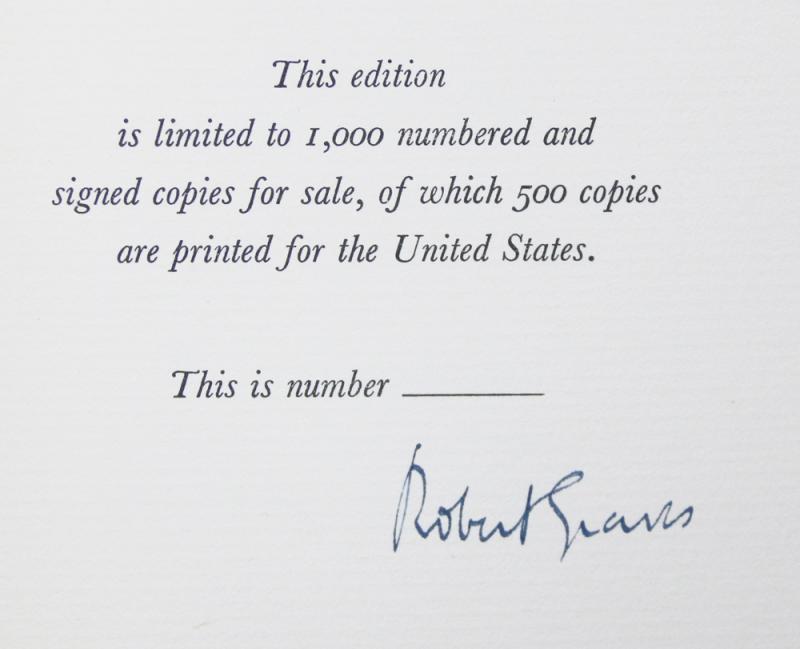 This edition
is limited to 1,000 numbered and
signed copies for sale, of which 500 copies
are printed for the United States.
This is number
Robert Graves